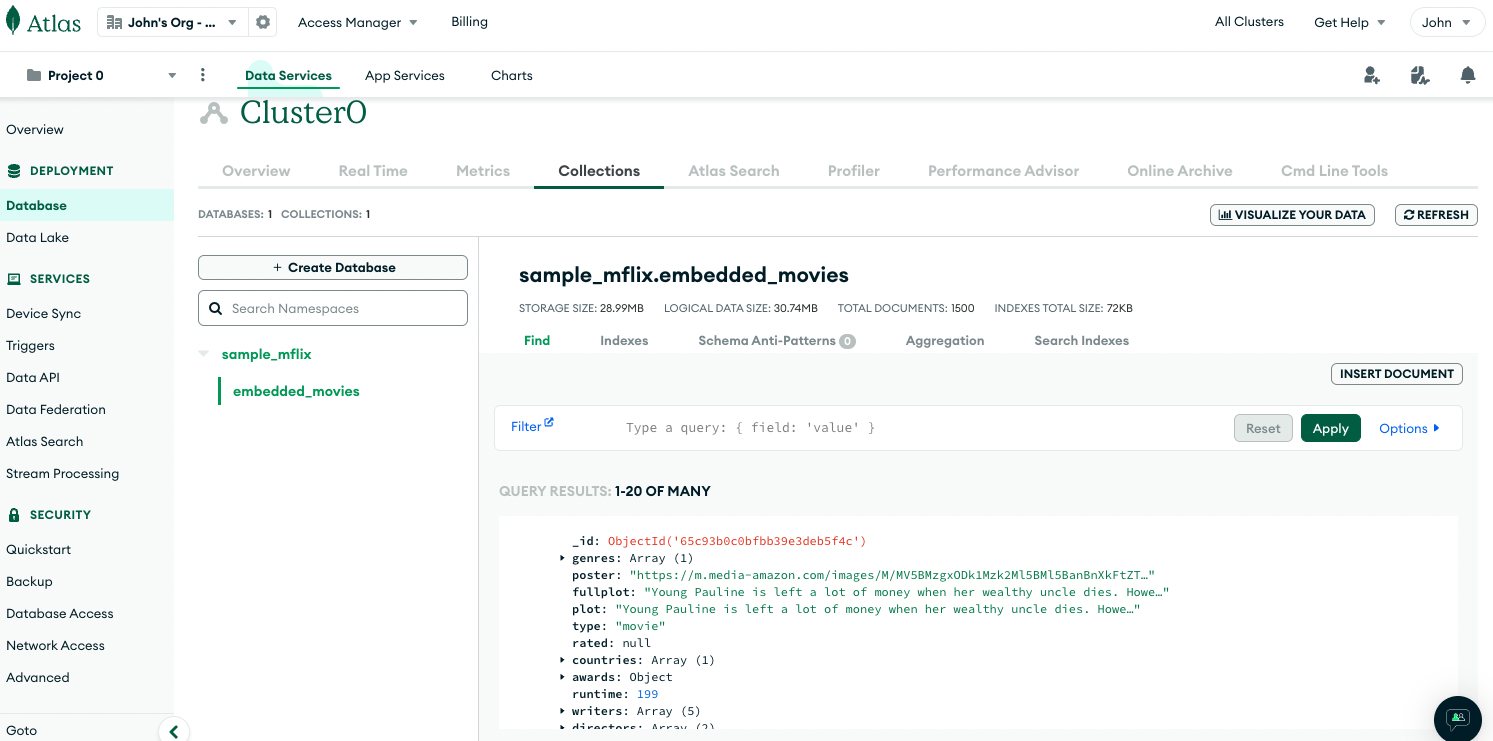 Atlas
John's Org - ...
Access Manager
Billing
All Clusters
Get Help
John
Project 0
Data Services
App Services
Charts
Overview
DEPLOYMENT
Database
Data Lake
SERVICES
Device Sync
Triggers
Data API
Data Federation
Atlas Search
Stream Processing
SECURITY
Quickstart
Backup
Database Access
Network Access
Advanced
Goto
Cluster0
Overview
Real Time
Metrics
Collections
Atlas Search
Profiler
Performance Advisor
Online Archive
Cmd Line Tools
DATABASES: 1 COLLECTIONS: 1
VISUALIZE YOUR DATA
REFRESH
+ Create Database
Search Namespaces
sample_mflix
embedded_movies
sample_mflix.embedded_movies
STORAGE SIZE: 28.99MB
LOGICAL DATA SIZE: 30.74MB
TOTAL DOCUMENTS: 1500
INDEXES TOTAL SIZE: 72KB
Find
Indexes
Schema Anti-Patterns 0
Aggregation
Search Indexes
INSERT DOCUMENT
Filter
Type a query: { field: 'value' }
Reset
Apply
Options
QUERY RESULTS: 1-20 OF MANY
_id: ObjectId('65c93b0c0bfbb39e3deb5f4c')
genres: Array (1)
poster: "https://m.media-amazon.com/images/M/MV5BMzgxODk1Mzk2Ml5BMl5BanBnXkFtZT…"
fullplot: "Young Pauline is left a lot of money when her wealthy uncle dies. Howe…"
plot: "Young Pauline is left a lot of money when her wealthy uncle dies. Howe…"
type: "movie"
rated: null
countries: Array (1)
awards: Object
runtime: 199
writers: Array (5)
directors: Array (2)